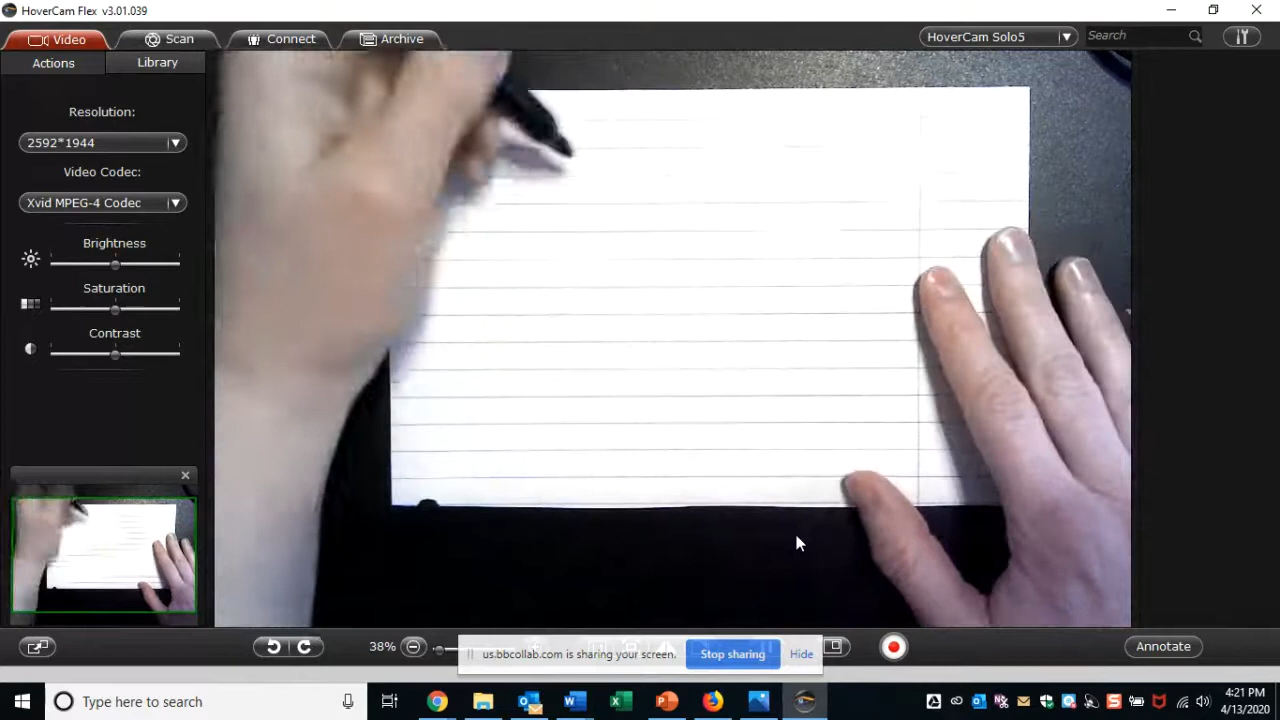 HoverCam Flex v3.01.039
Video
Scan
Connect
Archive
HoverCam Solo5
Search
Actions
Library
Resolution:
2592*1944
Video Codec:
Xvid MPEG-4 Codec
Brightness
Saturation
Contrast
38%
us.bbcollab.com is sharing your screen.
Stop sharing
Hide
Annotate
Type here to search
4:21 PM
4/13/2020